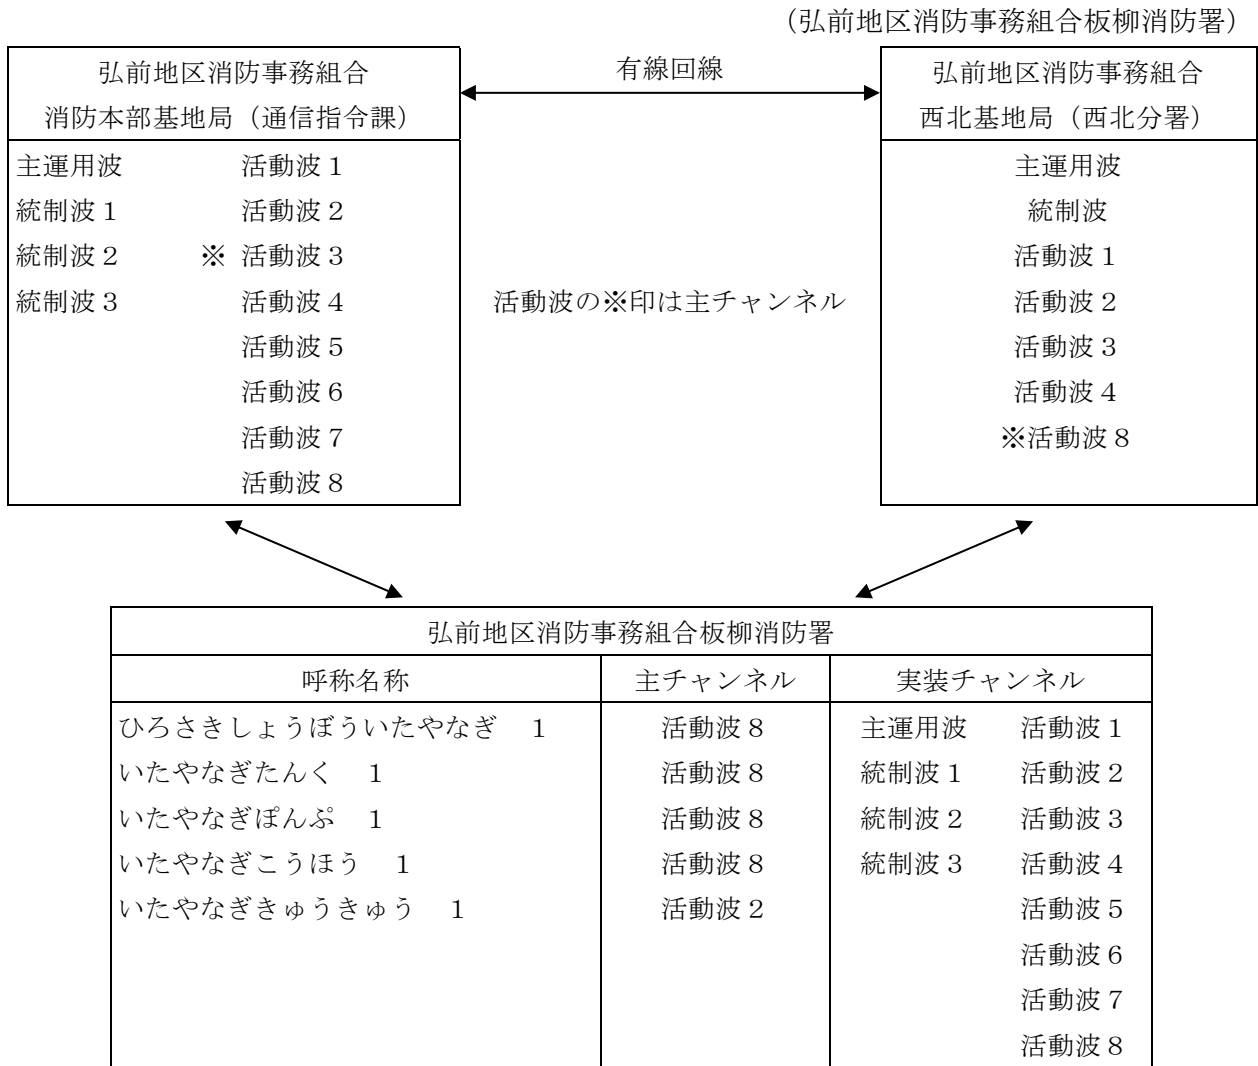 （弘前地区消防事務組合板柳消防署）
弘前地区消防事務組合
消防本部基地局（通信指令課）
主運用波　活動波１
統制波１　活動波２
統制波２　※ 活動波３
統制波３　活動波４
活動波５
活動波６
活動波７
活動波８
有線回線
活動波の※印は主チャンネル
弘前地区消防事務組合
西北基地局（西北分署）
主運用波
統制波
活動波１
活動波２
活動波３
活動波４
※活動波８
弘前地区消防事務組合板柳消防署
呼称名称　主チャンネル　実装チャンネル
ひろさきしょうぼういたやなぎ　１　活動波８　主運用波　活動波１
いたやなぎたんく　１　活動波８　統制波１　活動波２
いたやなぎぽんぷ　１　活動波８　統制波２　活動波３
いたやなぎこうほう　１　活動波８　統制波３　活動波４
いたやなぎきゅうきゅう　１　活動波２　活動波５
活動波６
活動波７
活動波８